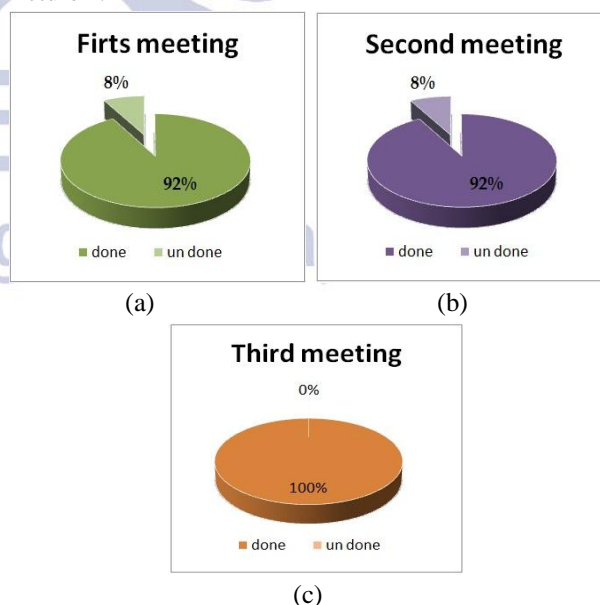 Firts meeting
8%
92%
done un done
Second meeting
8%
92%
done un done
(a) (b)
Third meeting
0%
100%
done un done
(c)